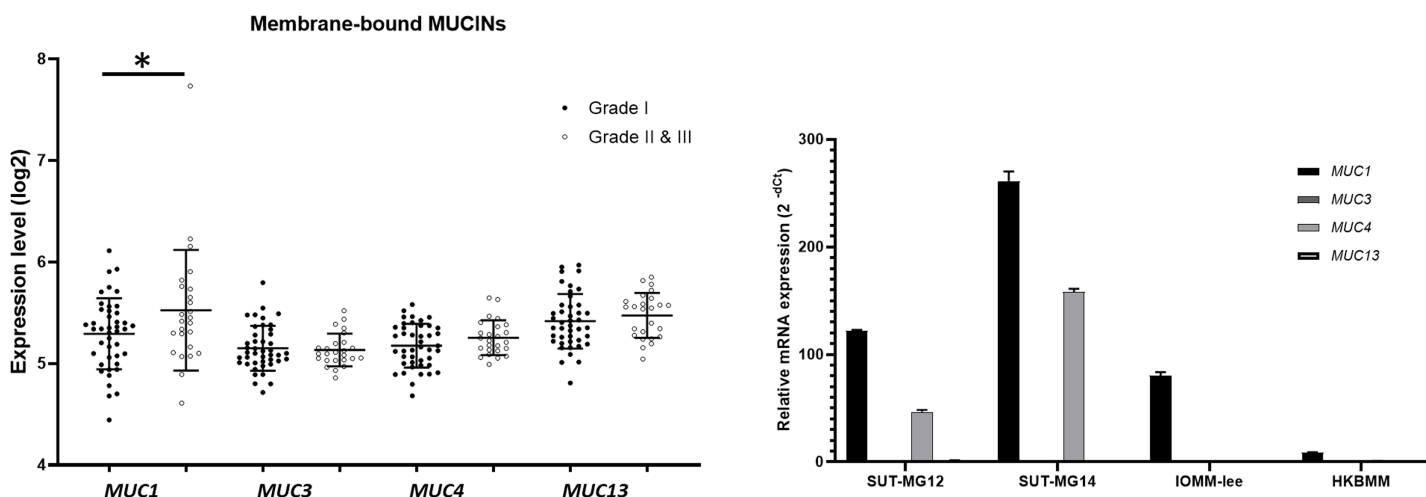 Membrane-bound MUCINs
Expression level (log2)
8
7
6
5
4
*
Grade I
Grade II & III
MUC1 MUC3 MUC4 MUC13
Relative mRNA expression (2 -dCt)
300
200
100
0
MUC1
MUC3
MUC4
MUC13
SUT-MG12 SUT-MG14 IOMM-lee HKBMM